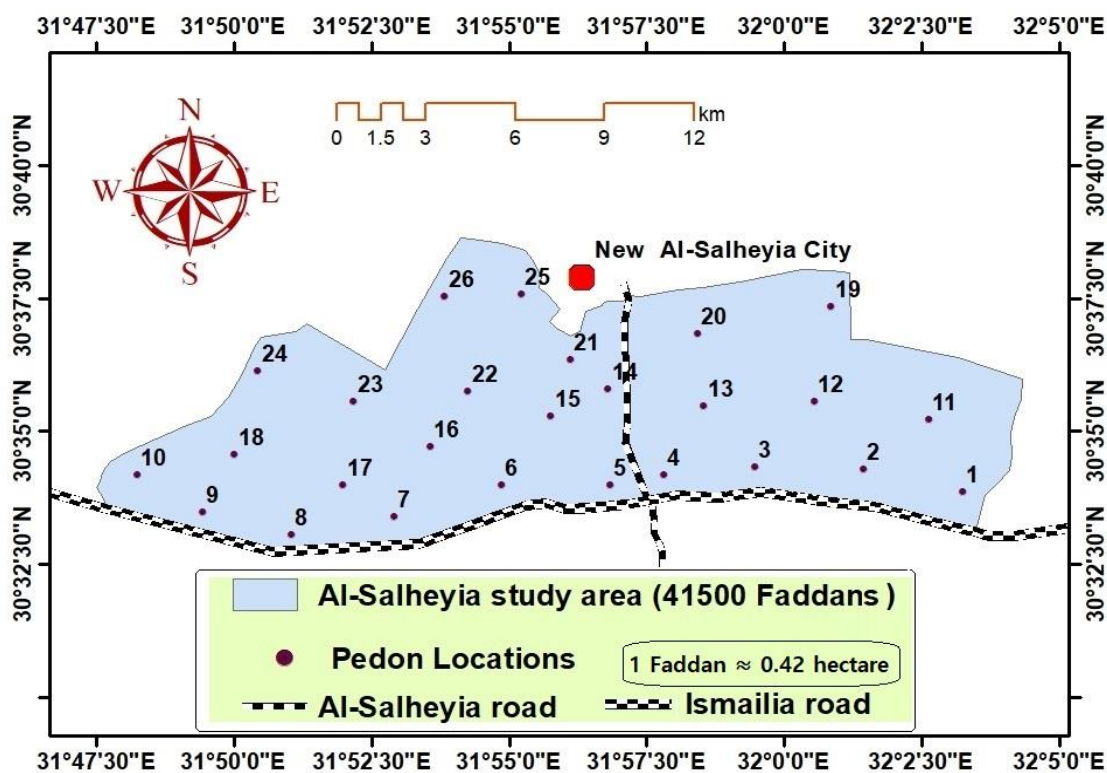 31°47'30"E 31°50'0"E 31°52'30"E 31°55'0"E 31°57'30"E 32°0'0"E 32°2'30"E 32°5'0"E
N
W E
S
km
0 1.5 3 6 9 12
30°40'0"N
30°40'0"N
New Al-Salheyia City
30°37'30"N
30°37'30"N
26
25
19
20
21
24
23
22
14
15
13
12
11
30°35'0"N
30°35'0"N
10
18
17
16
6
5
4
3
2
1
9
8
7
30°32'30"N
30°32'30"N
Al-Salheyia study area (41500 Faddans )
Pedon Locations
1 Faddan ≈ 0.42 hectare
Al-Salheyia road
Ismailia road
31°47'30"E 31°50'0"E 31°52'30"E 31°55'0"E 31°57'30"E 32°0'0"E 32°2'30"E 32°5'0"E